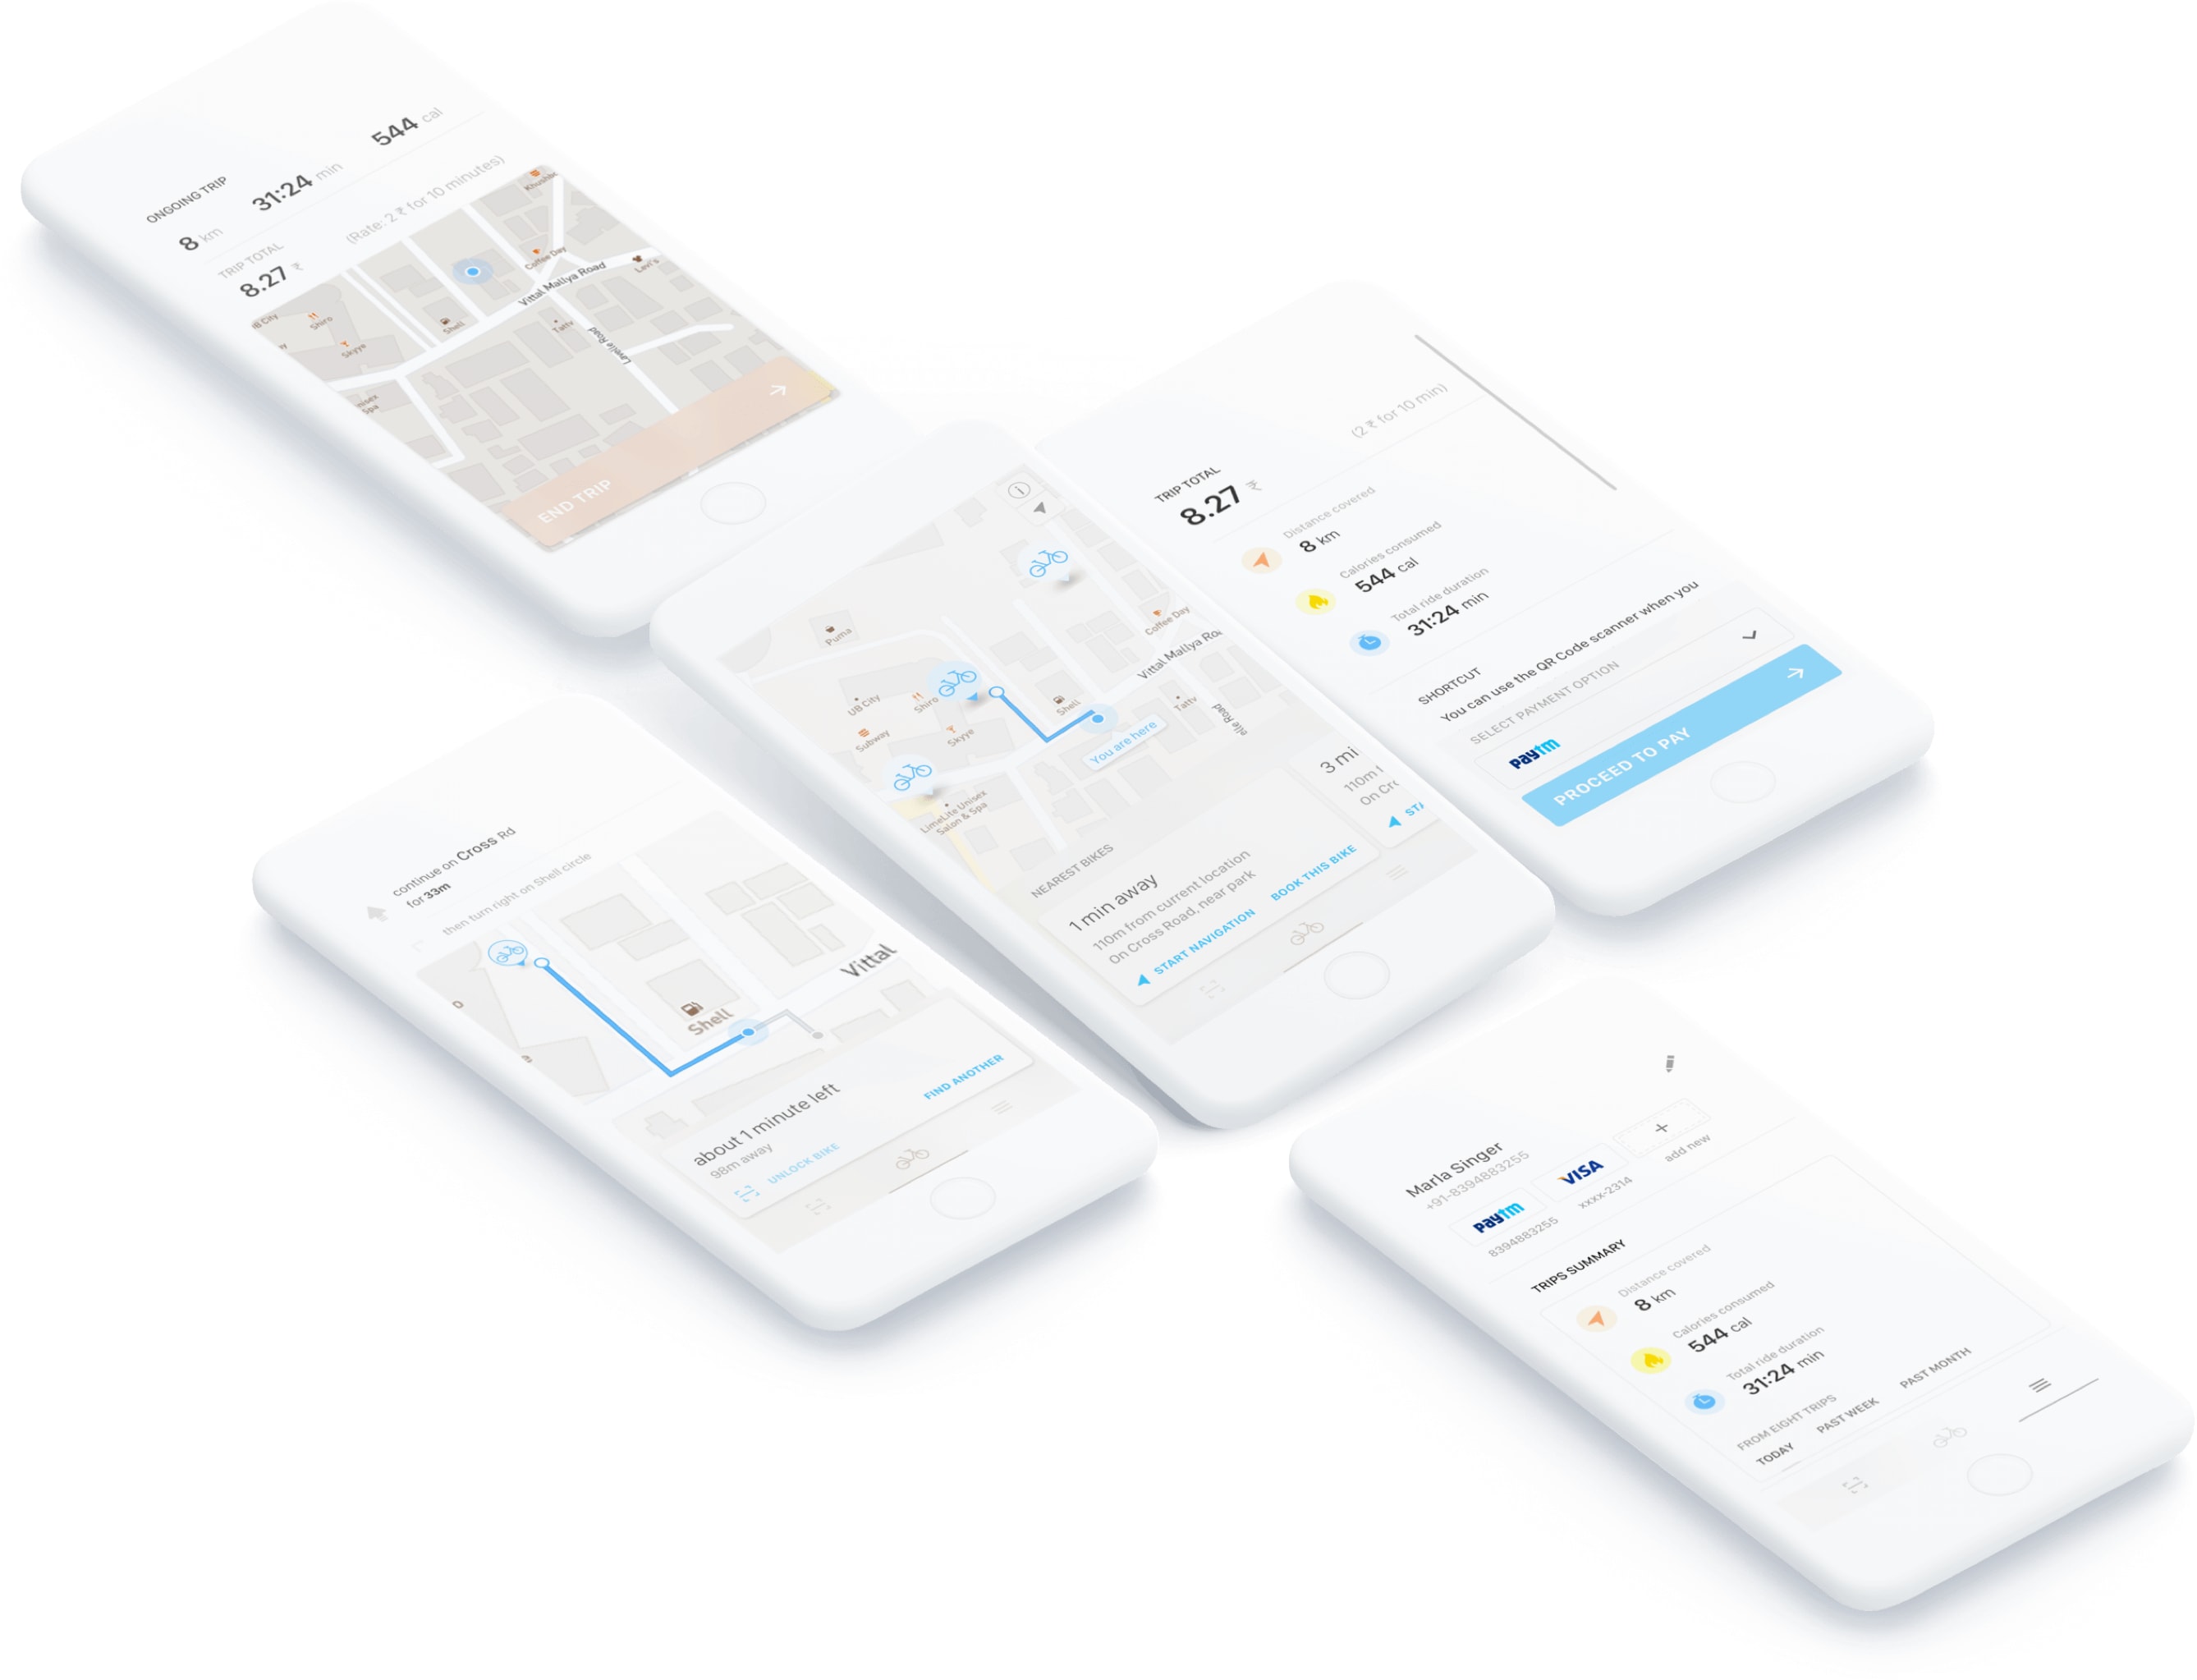 ONGOING TRIP
8 km 31:24 min 544 cal
TRIP TOTAL
8.27 ₹ (Rate: 2 ₹ for 10 minutes)
Khushbo
Coffee Day
Levi's
Vittal Mallya Road
UB City
Shiro
Shell
Tattv
Skyye
Lavelle Road
nisex
Spa
END TRIP
TRIP TOTAL
8.27 ₹ (2 ₹ for 10 min)
Distance covered
8 km
Calories consumed
544 cal
Total ride duration
31:24 min
SHORTCUT
You can use the QR Code scanner when you
SELECT PAYMENT OPTION
Paytm
PROCEED TO PAY
Puma
Coffee Day
Vittal Mallya Roa
UB City
Shiro
Shell
Tattv
Subway
Skyye
elle Road
You are here
LimeLite Unisex
Salon & Spa
NEAREST BIKES
1 min away
110m from current location
On Cross Road, near park
START NAVIGATION BOOK THIS BIKE
3 mi
110m f
On Cro
STA
continue on Cross Rd
for 33m
then turn right on Shell circle
Vittal
Shell
about 1 minute left
98m away
UNLOCK BIKE FIND ANOTHER
Marla Singer
+91-8394883255
Paytm VISA +
8394883255 xxxx-2314 add new
TRIPS SUMMARY
Distance covered
8 km
Calories consumed
544 cal
Total ride duration
31:24 min
FROM EIGHT TRIPS
TODAY PAST WEEK PAST MONTH